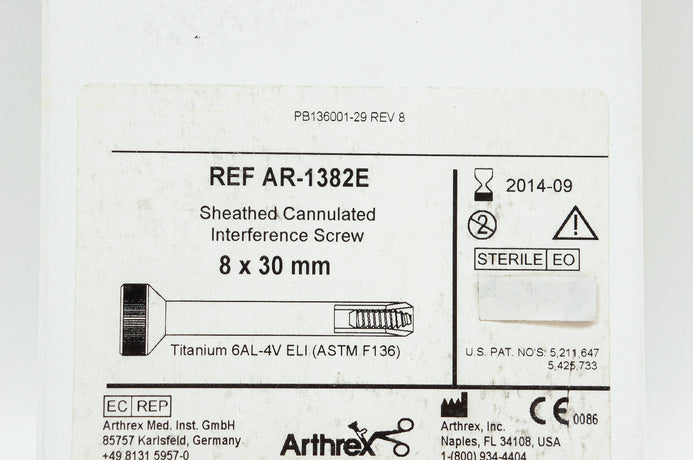 PB136001-29 REV 8
REF AR-1382E
Sheathed Cannulated
Interference Screw
8 x 30 mm
Titanium 6AL-4V ELI (ASTM F136)
2014-09
2
!
STERILE EO
U.S. PAT. NO'S: 5,211,647
5,425,733
EC REP
Arthrex Med. Inst. GmbH
85757 Karlsfeld, Germany
+49 8131 5957-0
Arthrex
Arthrex, Inc.
Naples, FL 34108, USA
1-(800) 934-4404
CE 0086